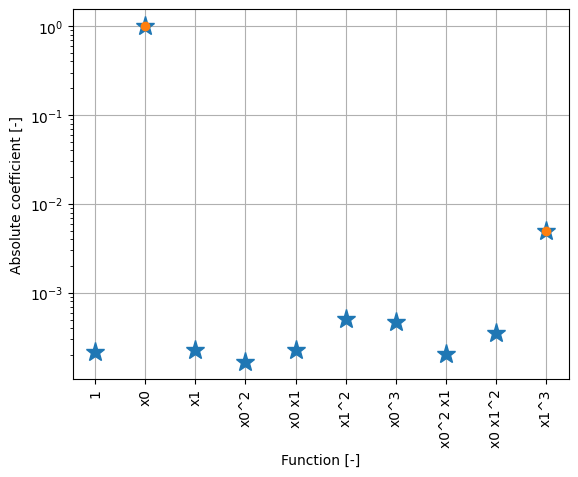 10^0
10^-1
10^-2
10^-3
Absolute coefficient [-]
1
x0
x1
x0^2
x0 x1
x1^2
x0^3
x0^2 x1
x0 x1^2
x1^3
Function [-]